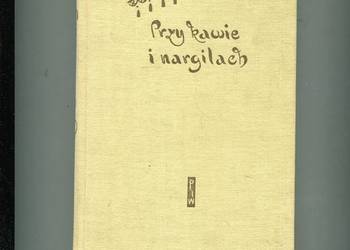 Przy kawie
i nargilach
PIW